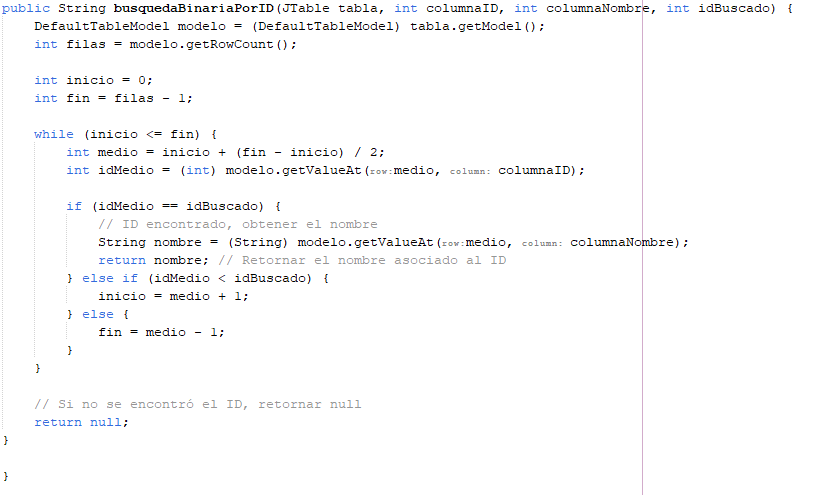 public String busquedaBinariaPorID(JTable tabla, int columnaID, int columnaNombre, int idBuscado) {
    DefaultTableModel modelo = (DefaultTableModel) tabla.getModel();
    int filas = modelo.getRowCount();

    int inicio = 0;
    int fin = filas - 1;

    while (inicio <= fin) {
        int medio = inicio + (fin - inicio) / 2;
        int idMedio = (int) modelo.getValueAt(row:medio, column: columnaID);

        if (idMedio == idBuscado) {
            // ID encontrado, obtener el nombre
            String nombre = (String) modelo.getValueAt(row:medio, column: columnaNombre);
            return nombre; // Retornar el nombre asociado al ID
        } else if (idMedio < idBuscado) {
            inicio = medio + 1;
        } else {
            fin = medio - 1;
        }
    }

    // Si no se encontró el ID, retornar null
    return null;
}

}